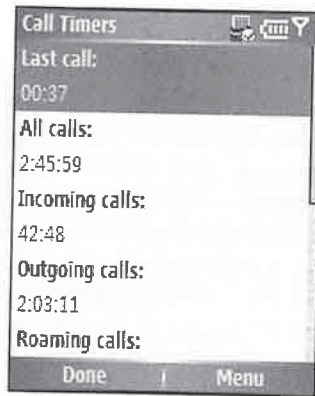 Call Timers
Last call:
00:37
All calls:
2:45:59
Incoming calls:
42:48
Outgoing calls:
2:03:11
Roaming calls:
Done Menu